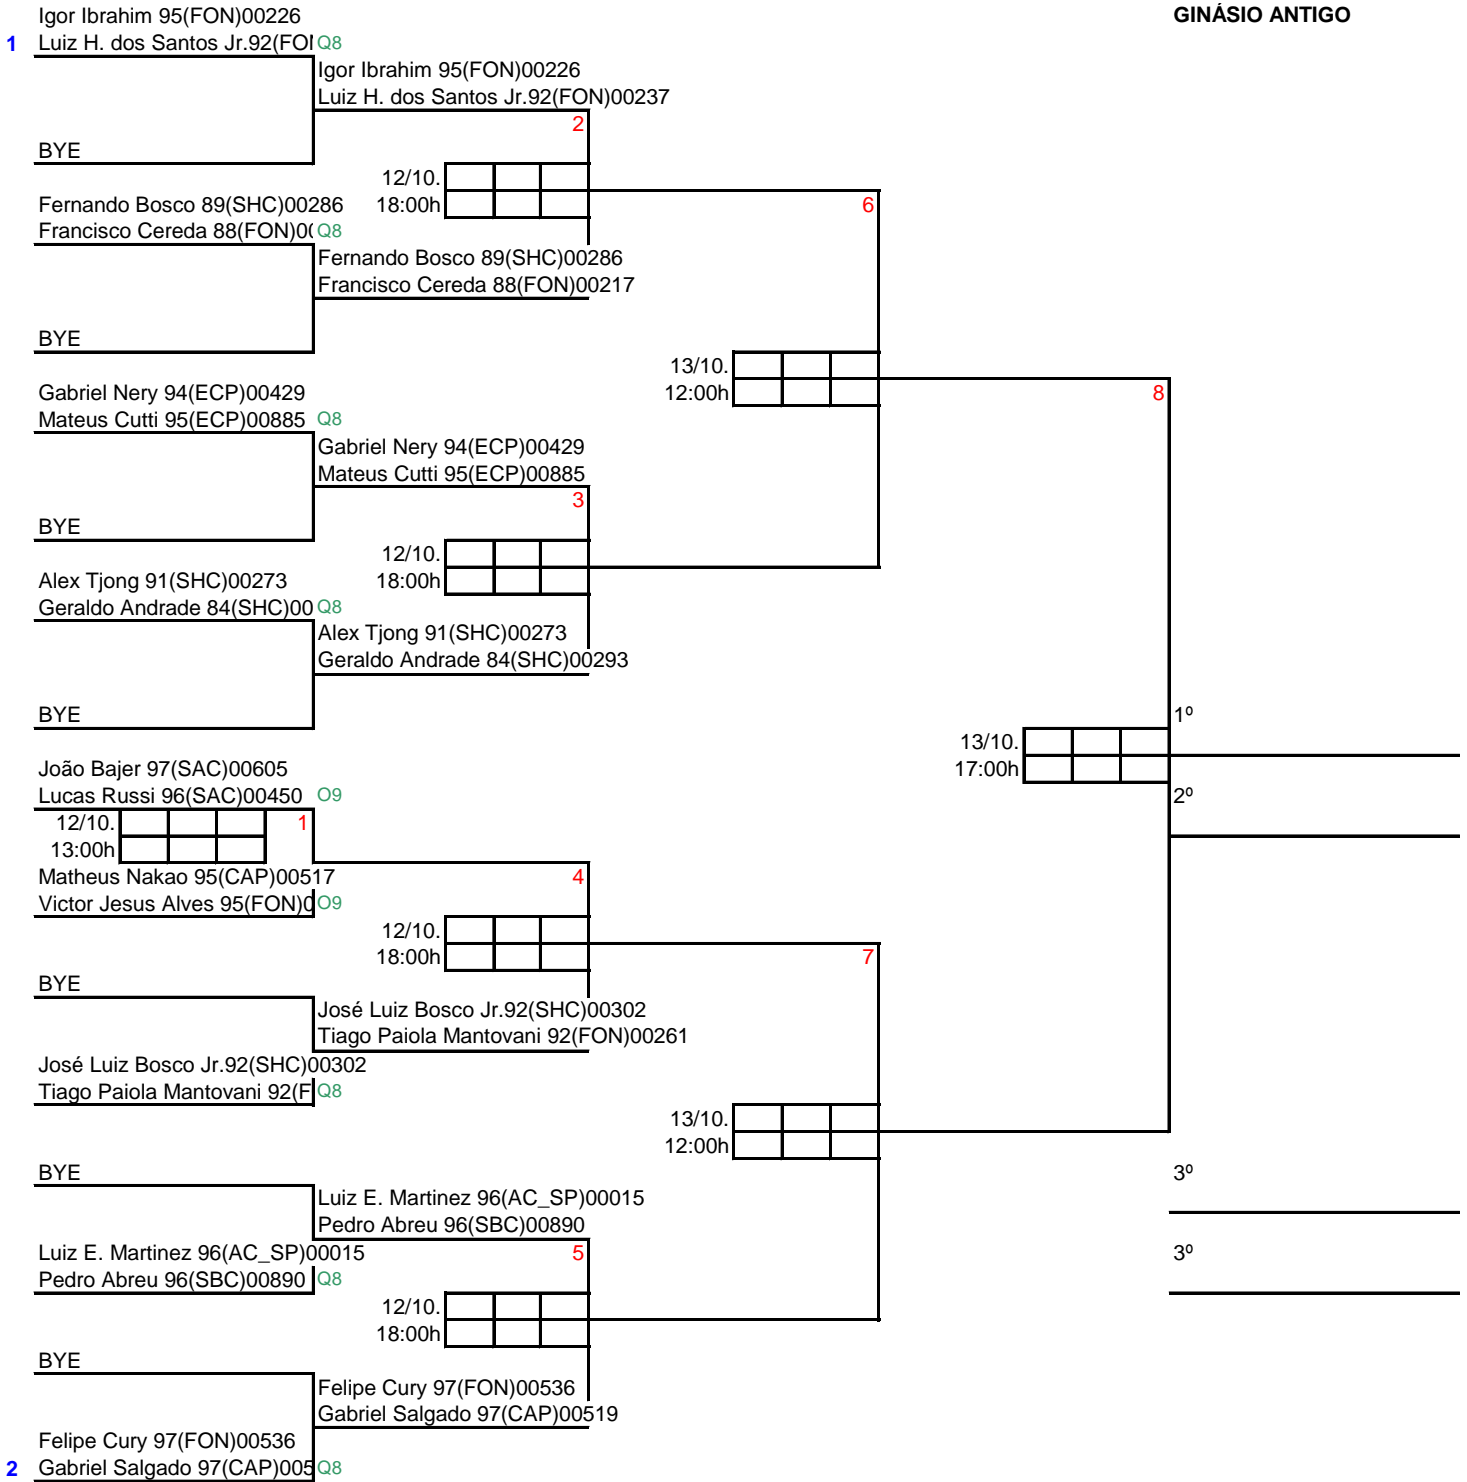 Igor Ibrahim 95(FON)00226
GINÁSIO ANTIGO
1 Luiz H. dos Santos Jr.92(FON Q8
Igor Ibrahim 95(FON)00226
Luiz H. dos Santos Jr.92(FON)00237
2
BYE
12/10.
18:00h
Fernando Bosco 89(SHC)00286
6
Francisco Cereda 88(FON)00 Q8
Fernando Bosco 89(SHC)00286
Francisco Cereda 88(FON)00217
BYE
13/10.
12:00h
8
Gabriel Nery 94(ECP)00429
Mateus Cutti 95(ECP)00885 Q8
Gabriel Nery 94(ECP)00429
Mateus Cutti 95(ECP)00885
3
BYE
12/10.
18:00h
Alex Tjong 91(SHC)00273
Geraldo Andrade 84(SHC)00 Q8
Alex Tjong 91(SHC)00273
Geraldo Andrade 84(SHC)00293
BYE
1º
13/10.
17:00h
2º
João Bajer 97(SAC)00605
Lucas Russi 96(SAC)00450 O9
12/10.
13:00h
1
Matheus Nakao 95(CAP)00517
4
Victor Jesus Alves 95(FON)0 O9
12/10.
18:00h
7
BYE
José Luiz Bosco Jr.92(SHC)00302
Tiago Paiola Mantovani 92(FON)00261
José Luiz Bosco Jr.92(SHC)00302
Tiago Paiola Mantovani 92(F Q8
13/10.
12:00h
BYE
3º
Luiz E. Martinez 96(AC_SP)00015
Pedro Abreu 96(SBC)00890
5
Luiz E. Martinez 96(AC_SP)00015
3º
Pedro Abreu 96(SBC)00890 Q8
12/10.
18:00h
BYE
Felipe Cury 97(FON)00536
Gabriel Salgado 97(CAP)00519
Felipe Cury 97(FON)00536
2 Gabriel Salgado 97(CAP)005 Q8